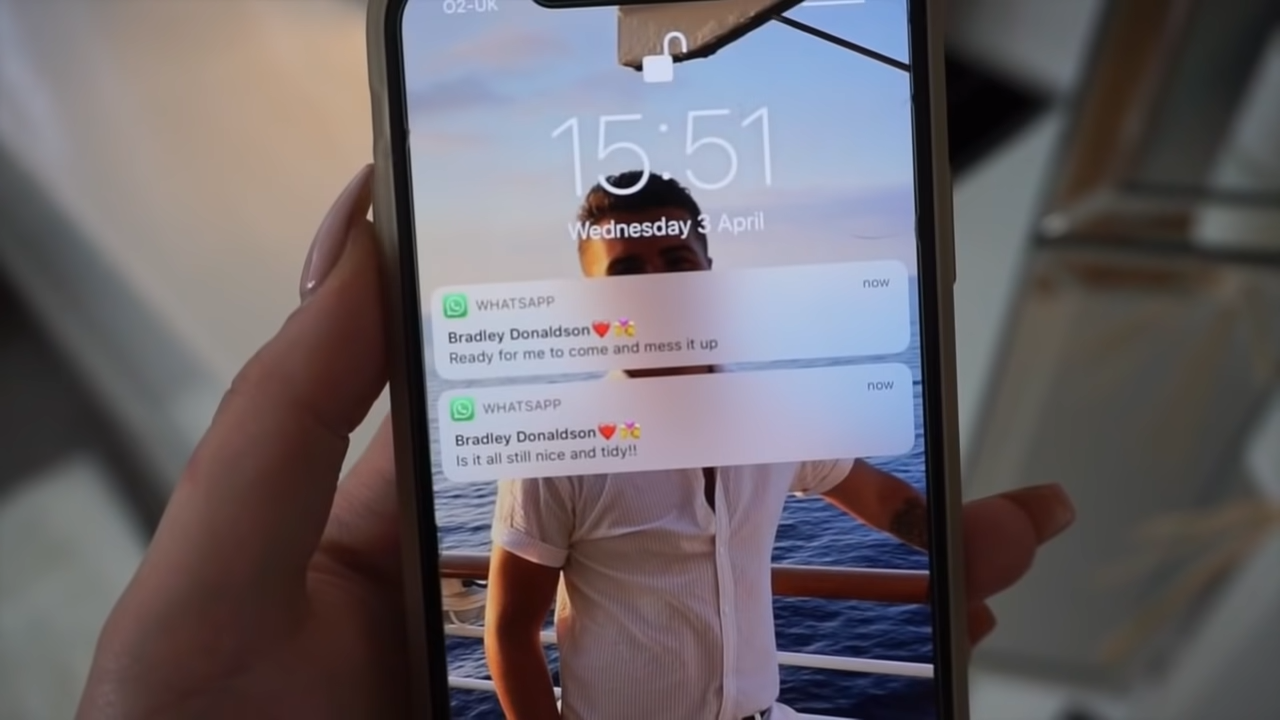 O2-UK
15:51
Wednesday 3 April
WHATSAPP
now
Bradley Donaldson❤️💝
Ready for me to come and mess it up
WHATSAPP
now
Bradley Donaldson❤️💝
Is it all still nice and tidy!!